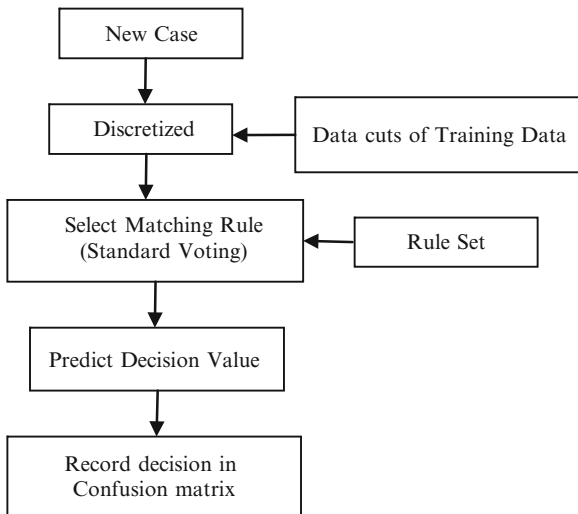 New Case
Discretized
Data cuts of Training Data
Select Matching Rule
(Standard Voting)
Rule Set
Predict Decision Value
Record decision in
Confusion matrix